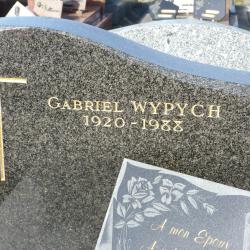 Gabriel WYPYCH
1920 - 1988
A mon Epoux